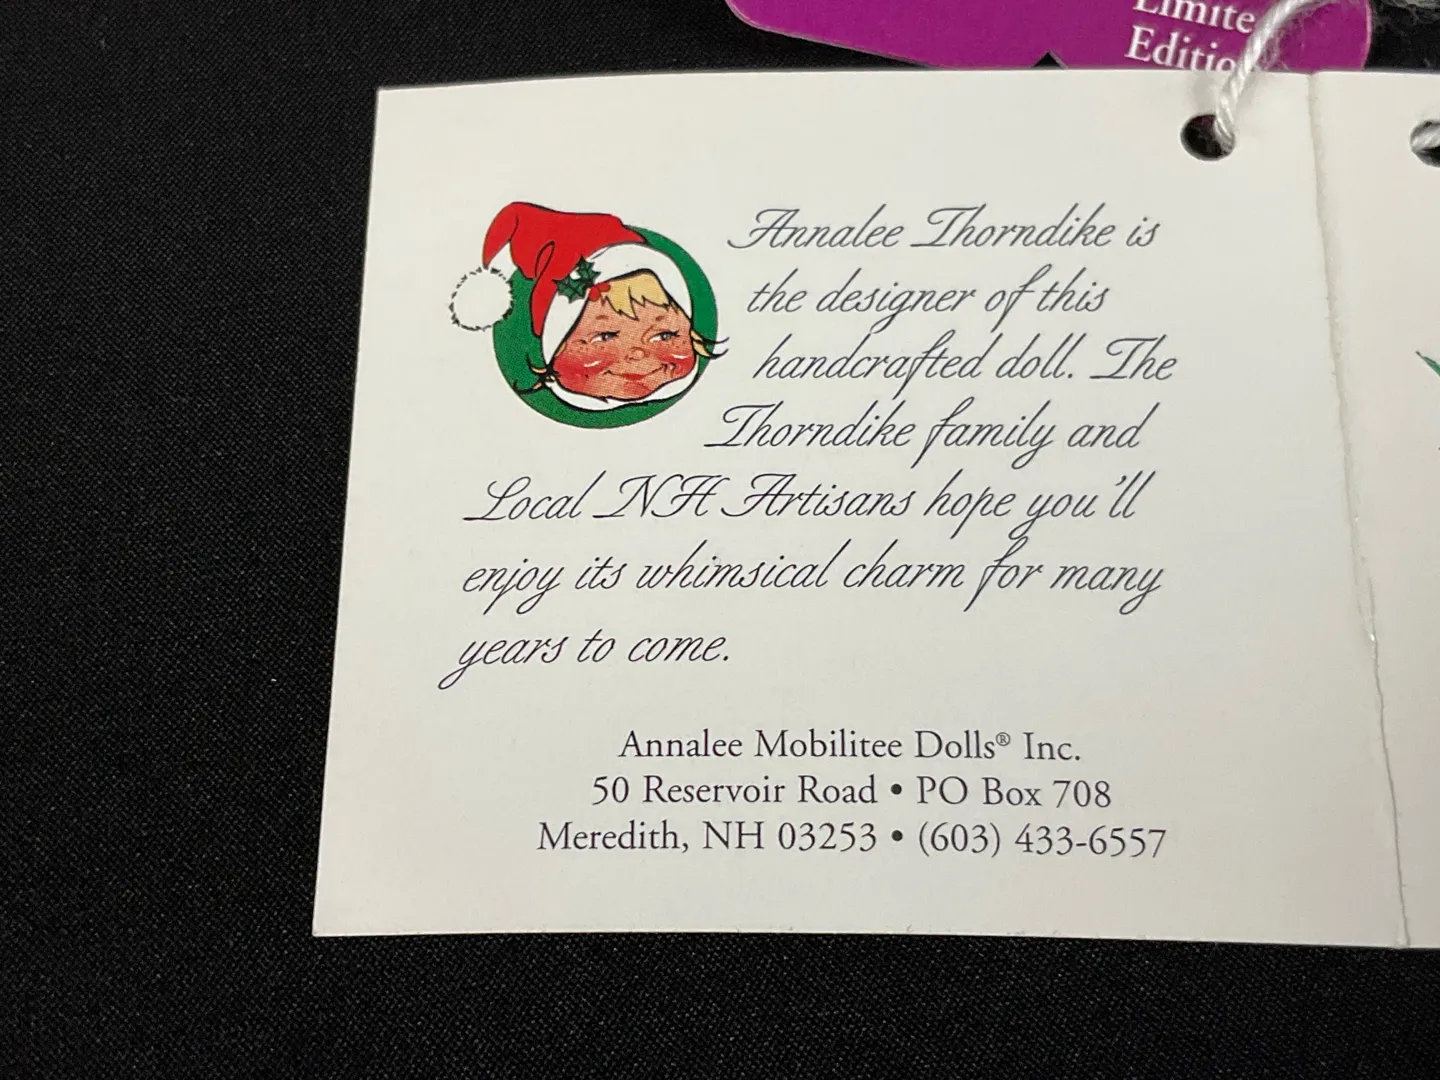 Limite
Editio
Annalee Thorndike is
the designer of this
handcrafted doll. The
Thorndike family and
Local NH Artisans hope you'll
enjoy its whimsical charm for many
years to come.
Annalee Mobilitee Dolls® Inc.
50 Reservoir Road • PO Box 708
Meredith, NH 03253 • (603) 433-6557